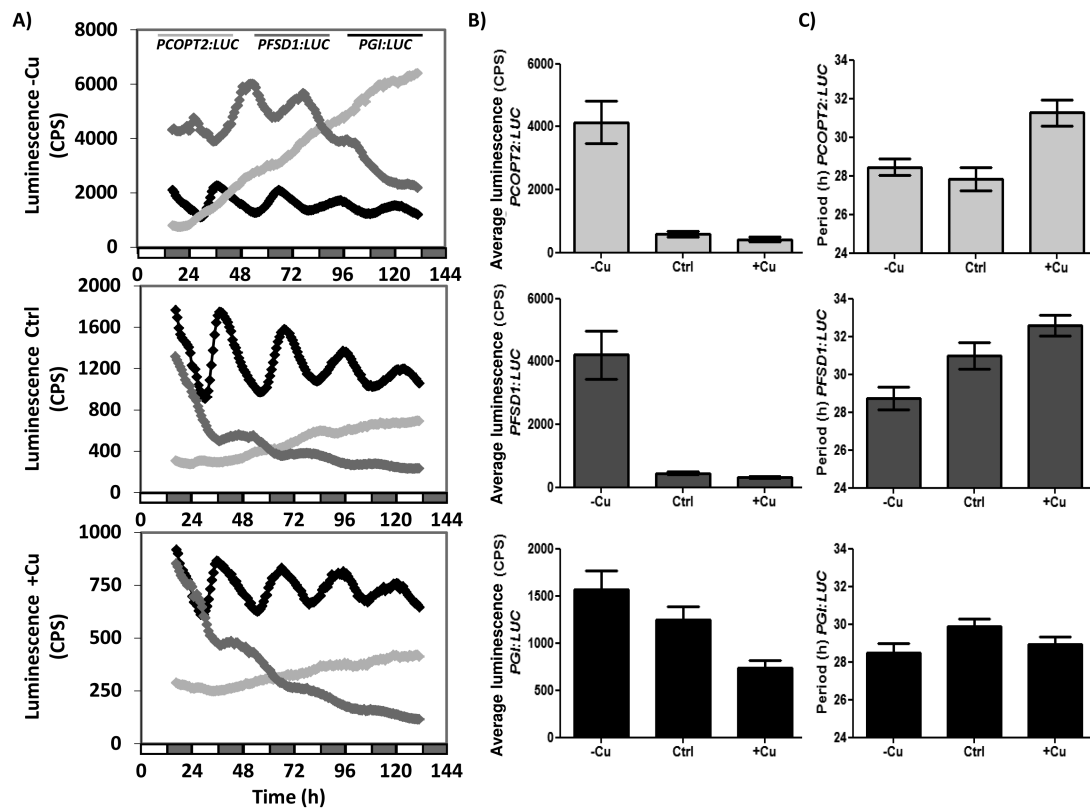 A)
PCOPT2:LUC PFSD1:LUC PGI:LUC
Luminescence -Cu
(CPS)
8000
6000
4000
2000
0
0 24 48 72 96 120 144
Luminescence Ctrl
(CPS)
2000
1600
1200
800
400
0
0 24 48 72 96 120 144
Luminescence +Cu
(CPS)
1000
750
500
250
0
0 24 48 72 96 120 144
Time (h)
B)
Average luminescence (CPS)
PCOPT2:LUC
6000
4000
2000
0
-Cu Ctrl +Cu
Average luminescence (CPS)
PFSD1:LUC
6000
4000
2000
0
-Cu Ctrl +Cu
Average luminescence (CPS)
PGI:LUC
2000
1500
1000
500
0
-Cu Ctrl +Cu
C)
Period (h) PCOPT2:LUC
34
32
30
28
26
24
-Cu Ctrl +Cu
Period (h) PFSD1:LUC
34
32
30
28
26
24
-Cu Ctrl +Cu
Period (h) PGI:LUC
34
32
30
28
26
24
-Cu Ctrl +Cu